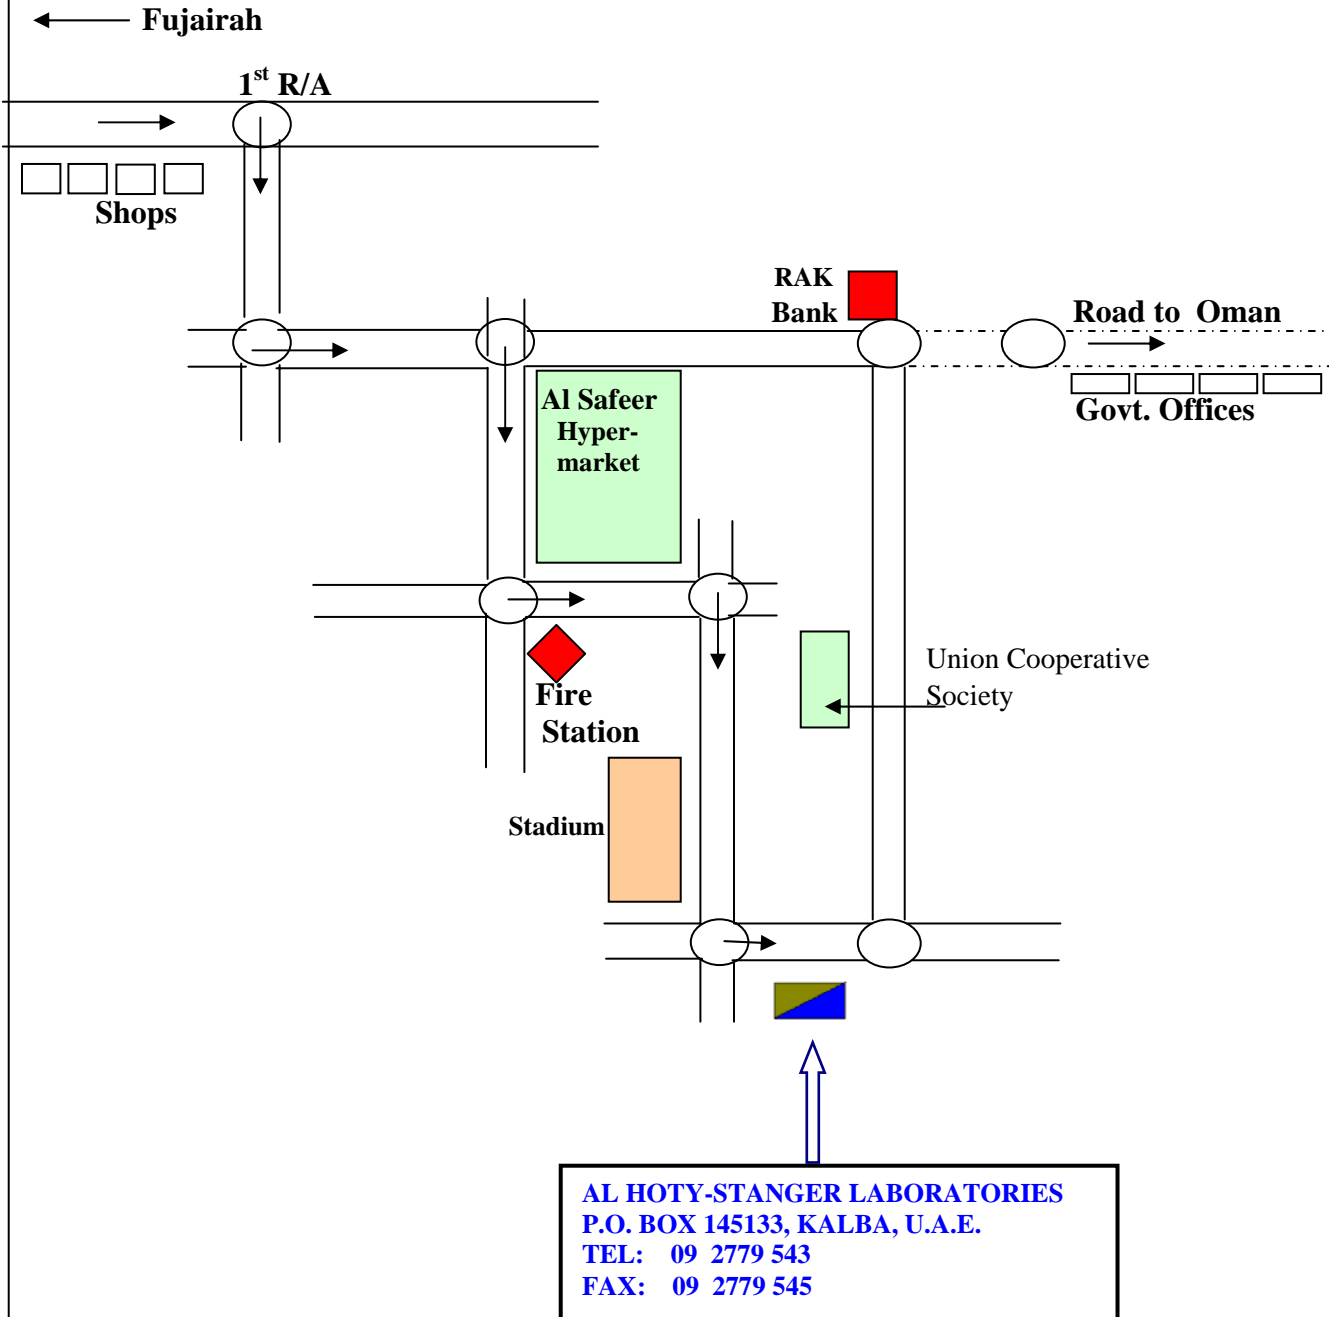 Fujairah
1st R/A
Shops
RAK
Bank
Road to Oman
Govt. Offices
Al Safeer
Hyper-
market
Union Cooperative
Society
Fire
Station
Stadium
AL HOTY-STANGER LABORATORIES
P.O. BOX 145133, KALBA, U.A.E.
TEL: 09 2779 543
FAX: 09 2779 545